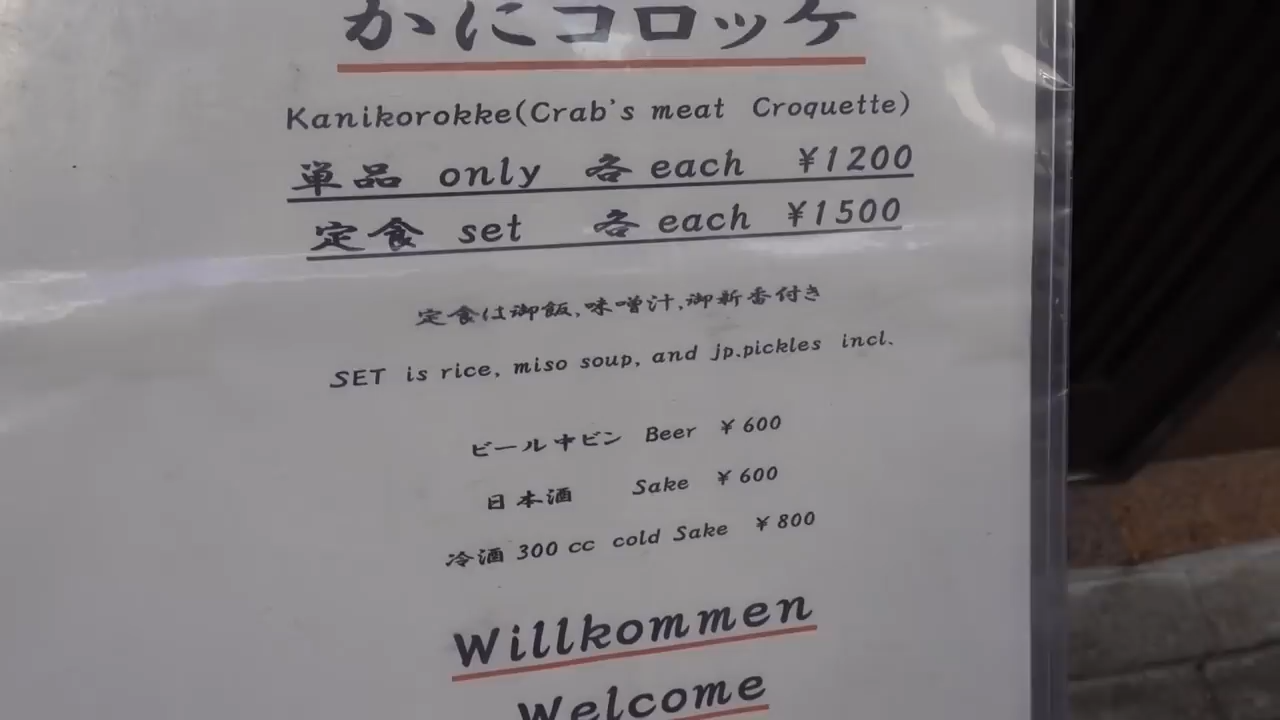 かにコロッケ
Kanikorokke(Crab's meat Croquette)
単品 only 各 each ¥1200
定食 set 各 each ¥1500
定食は御飯,味噌汁,御新香付き
SET is rice, miso soup, and jp.pickles incl.
ビール中ビン Beer ¥600
日本酒 Sake ¥600
冷酒 300 cc cold Sake ¥800
Willkommen
Welcome